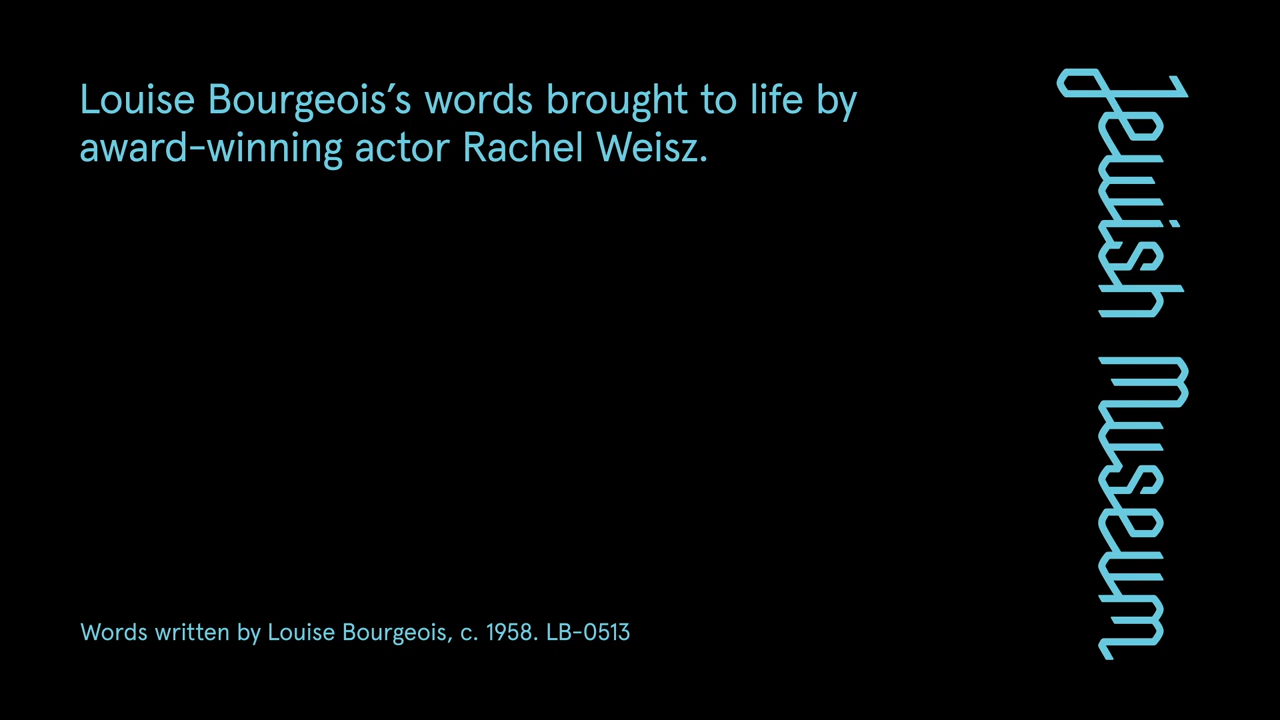 Louise Bourgeois’s words brought to life by
award-winning actor Rachel Weisz.
Words written by Louise Bourgeois, c. 1958. LB-0513
Jewish Museum